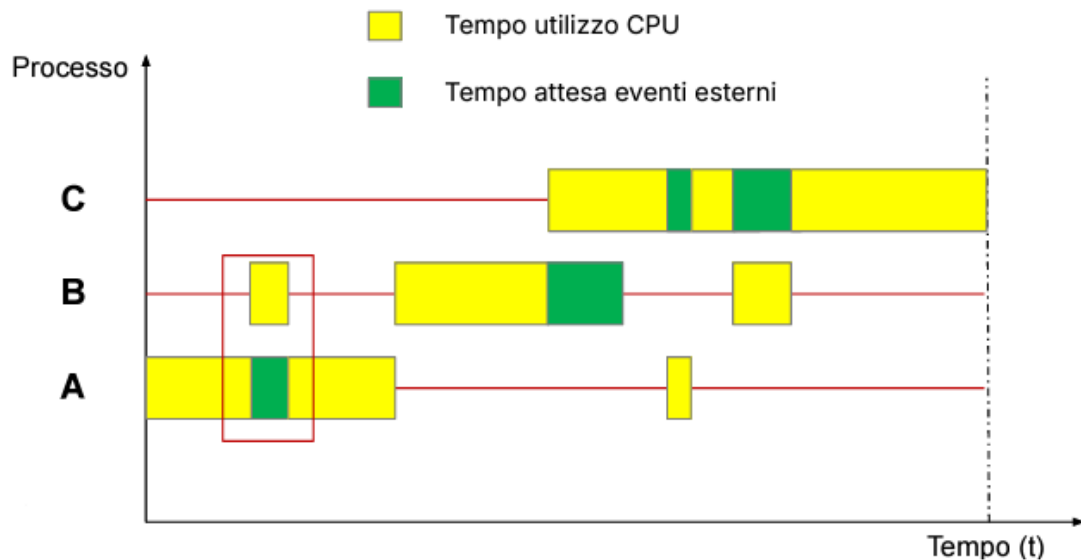 Tempo utilizzo CPU
Tempo attesa eventi esterni
Processo
C
B
A
Tempo (t)